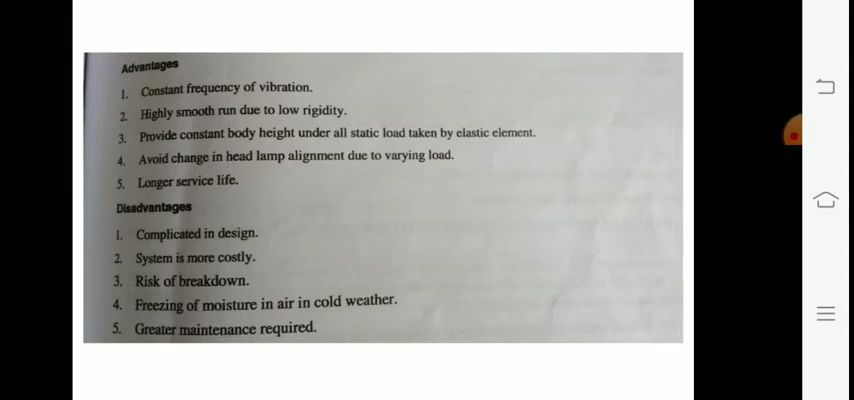 Advantages
1. Constant frequency of vibration.
2. Highly smooth run due to low rigidity.
3. Provide constant body height under all static load taken by elastic element.
4. Avoid change in head lamp alignment due to varying load.
5. Longer service life.
Disadvantages
1. Complicated in design.
2. System is more costly.
3. Risk of breakdown.
4. Freezing of moisture in air in cold weather.
5. Greater maintenance required.